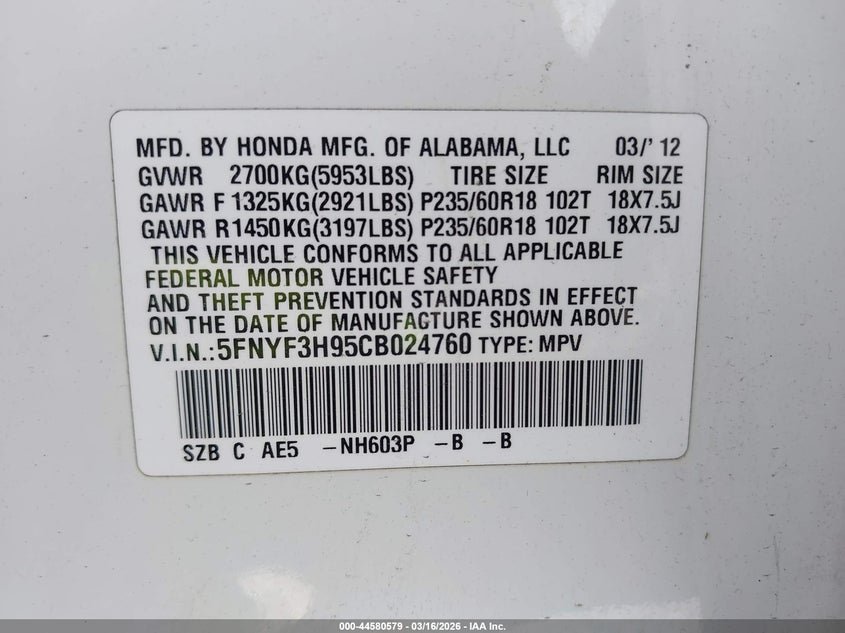 MFD. BY HONDA MFG. OF ALABAMA, LLC 03/' 12
GVWR 2700KG(5953LBS) TIRE SIZE RIM SIZE
GAWR F 1325KG(2921LBS) P235/60R18 102T 18X7.5J
GAWR R1450KG(3197LBS) P235/60R18 102T 18X7.5J
THIS VEHICLE CONFORMS TO ALL APPLICABLE
FEDERAL MOTOR VEHICLE SAFETY
AND THEFT PREVENTION STANDARDS IN EFFECT
ON THE DATE OF MANUFACTURE SHOWN ABOVE.
V.I.N.:5FNYF3H95CB024760 TYPE: MPV
SZB C AE5 -NH603P -B -B
000-44580579 - 03/16/2026 - IAA Inc.